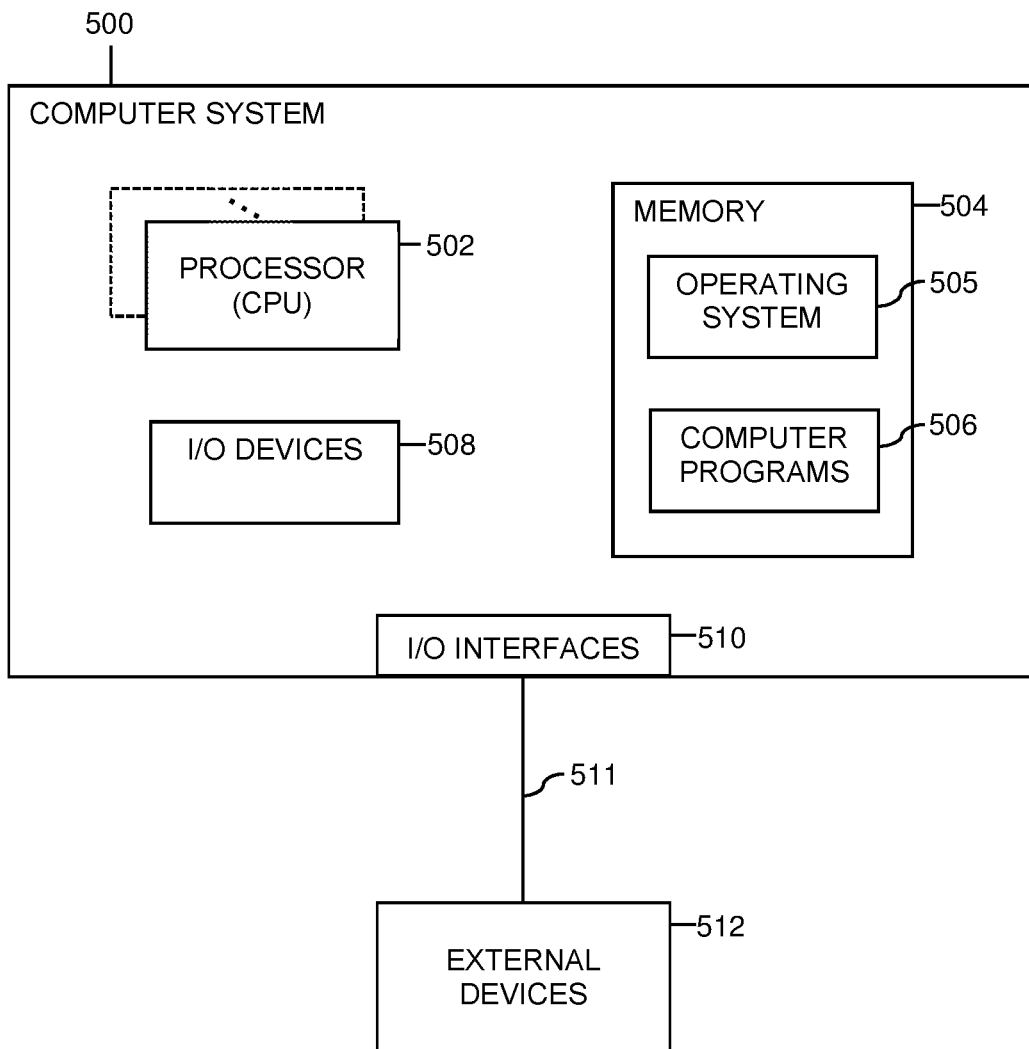 500
COMPUTER SYSTEM
PROCESSOR
(CPU)
502
MEMORY
504
OPERATING
SYSTEM
505
I/O DEVICES
508
COMPUTER
PROGRAMS
506
I/O INTERFACES
510
511
EXTERNAL
DEVICES
512